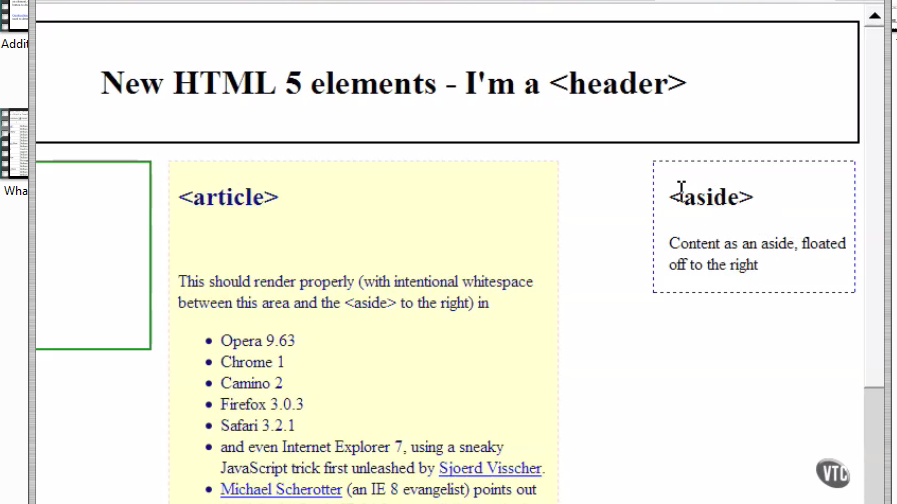 Addit
Wha
New HTML 5 elements - I'm a <header>
<article>
This should render properly (with intentional whitespace
between this area and the <aside> to the right) in
Opera 9.63
Chrome 1
Camino 2
Firefox 3.0.3
Safari 3.2.1
and even Internet Explorer 7, using a sneaky
JavaScript trick first unleashed by Sjoerd Visscher.
Michael Scherotter (an IE 8 evangelist) points out
<aside>
Content as an aside, floated
off to the right
VTC